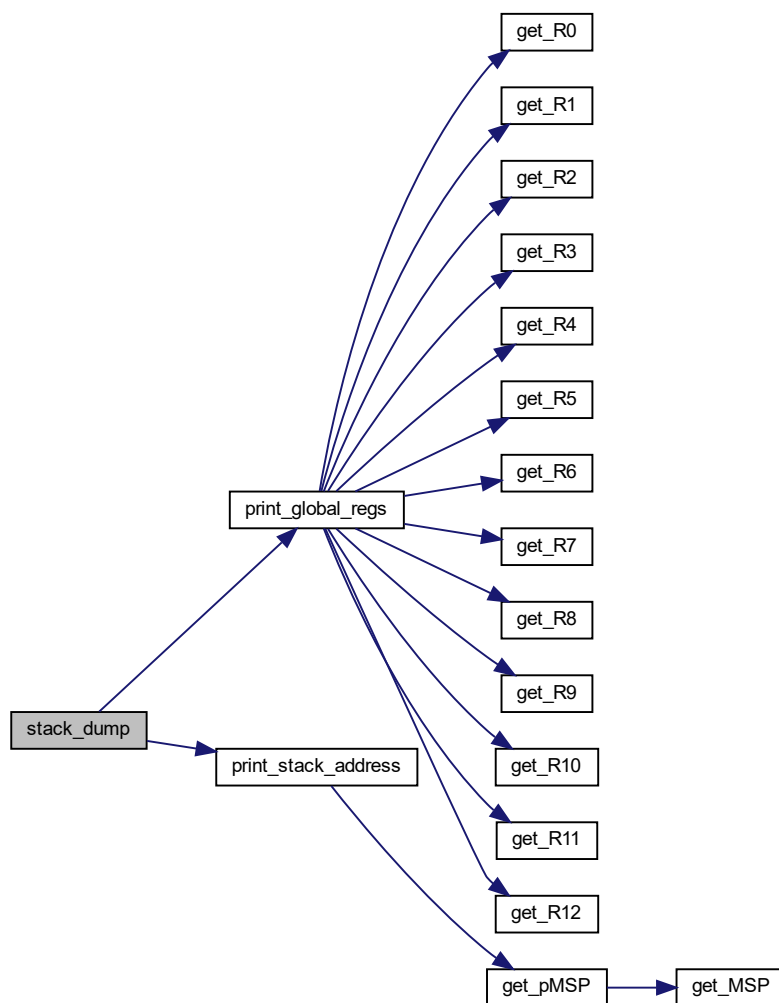 get_R0
get_R1
get_R2
get_R3
get_R4
get_R5
get_R6
print_global_regs
get_R7
get_R8
get_R9
stack_dump
print_stack_address
get_R10
get_R11
get_R12
get_pMSP
get_MSP